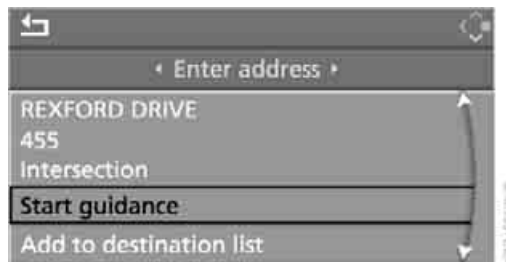 Enter address
REXFORD DRIVE
455
Intersection
Start guidance
Add to destination list